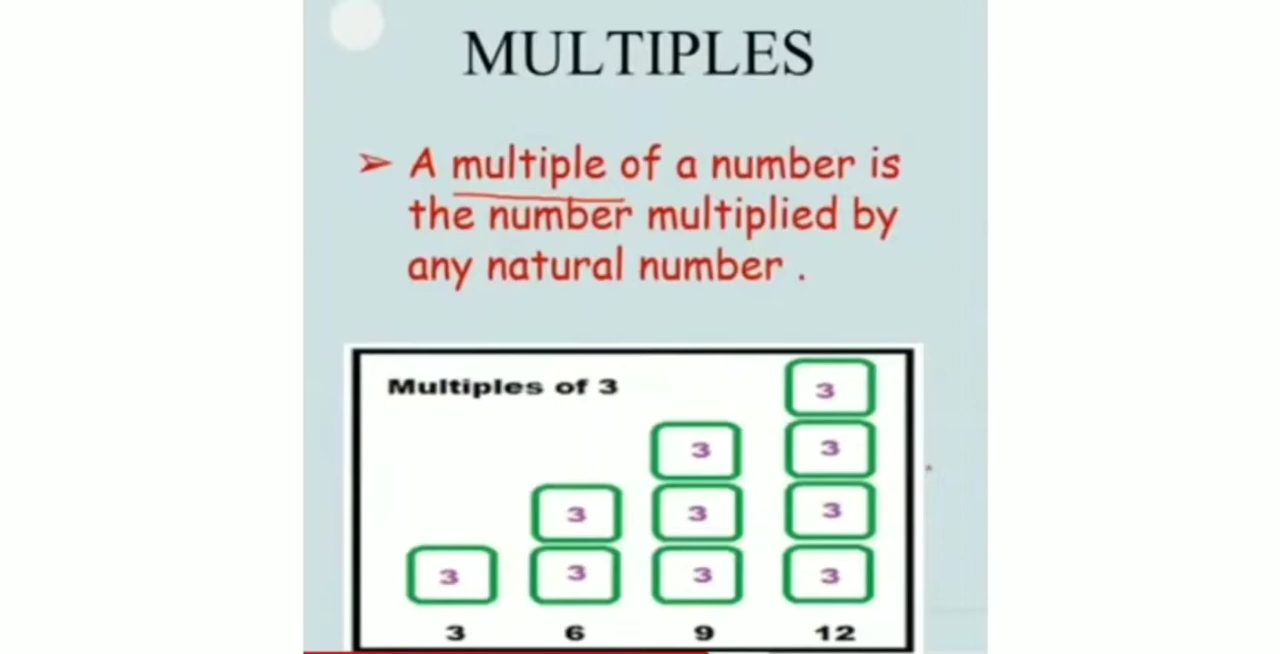 MULTIPLES
➢ A multiple of a number is
the number multiplied by
any natural number .
Multiples of 3
3
3 3
3 3 3
3 3 3 3
3 6 9 12